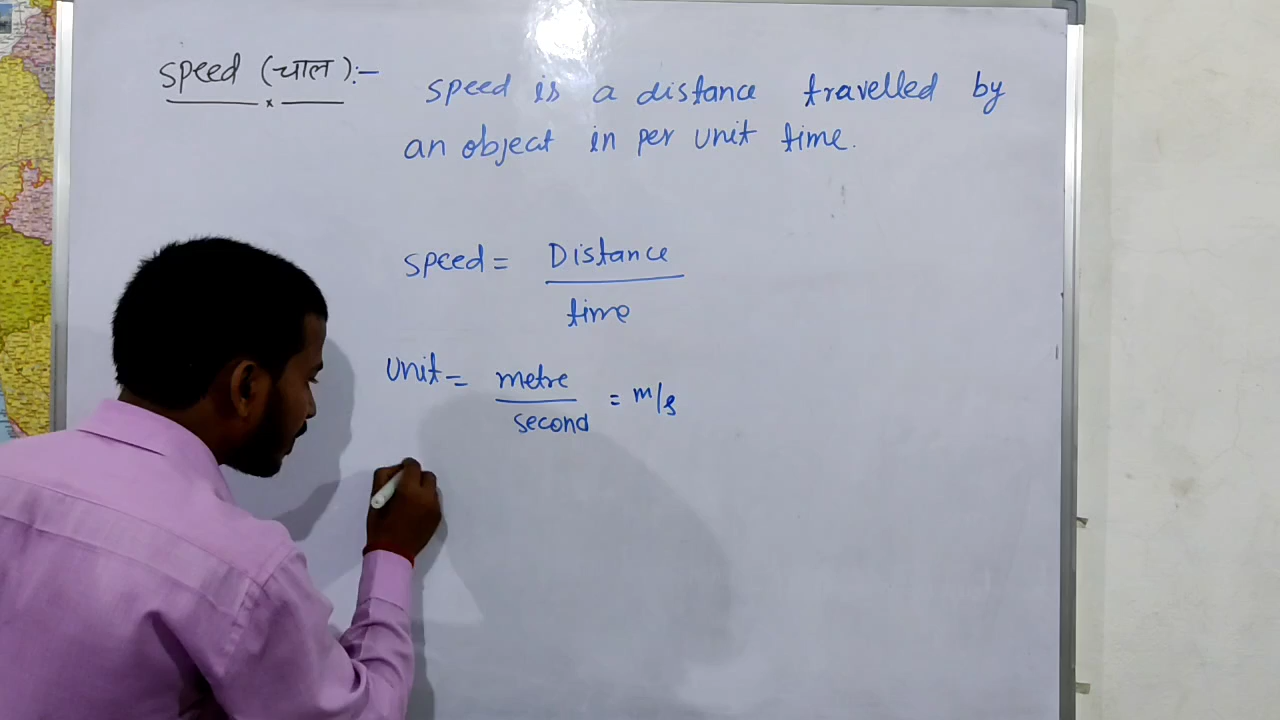 speed (चाल):-
speed is a distance travelled by
an object in per unit time.
speed = Distance
time
unit = metre
second
= m/s